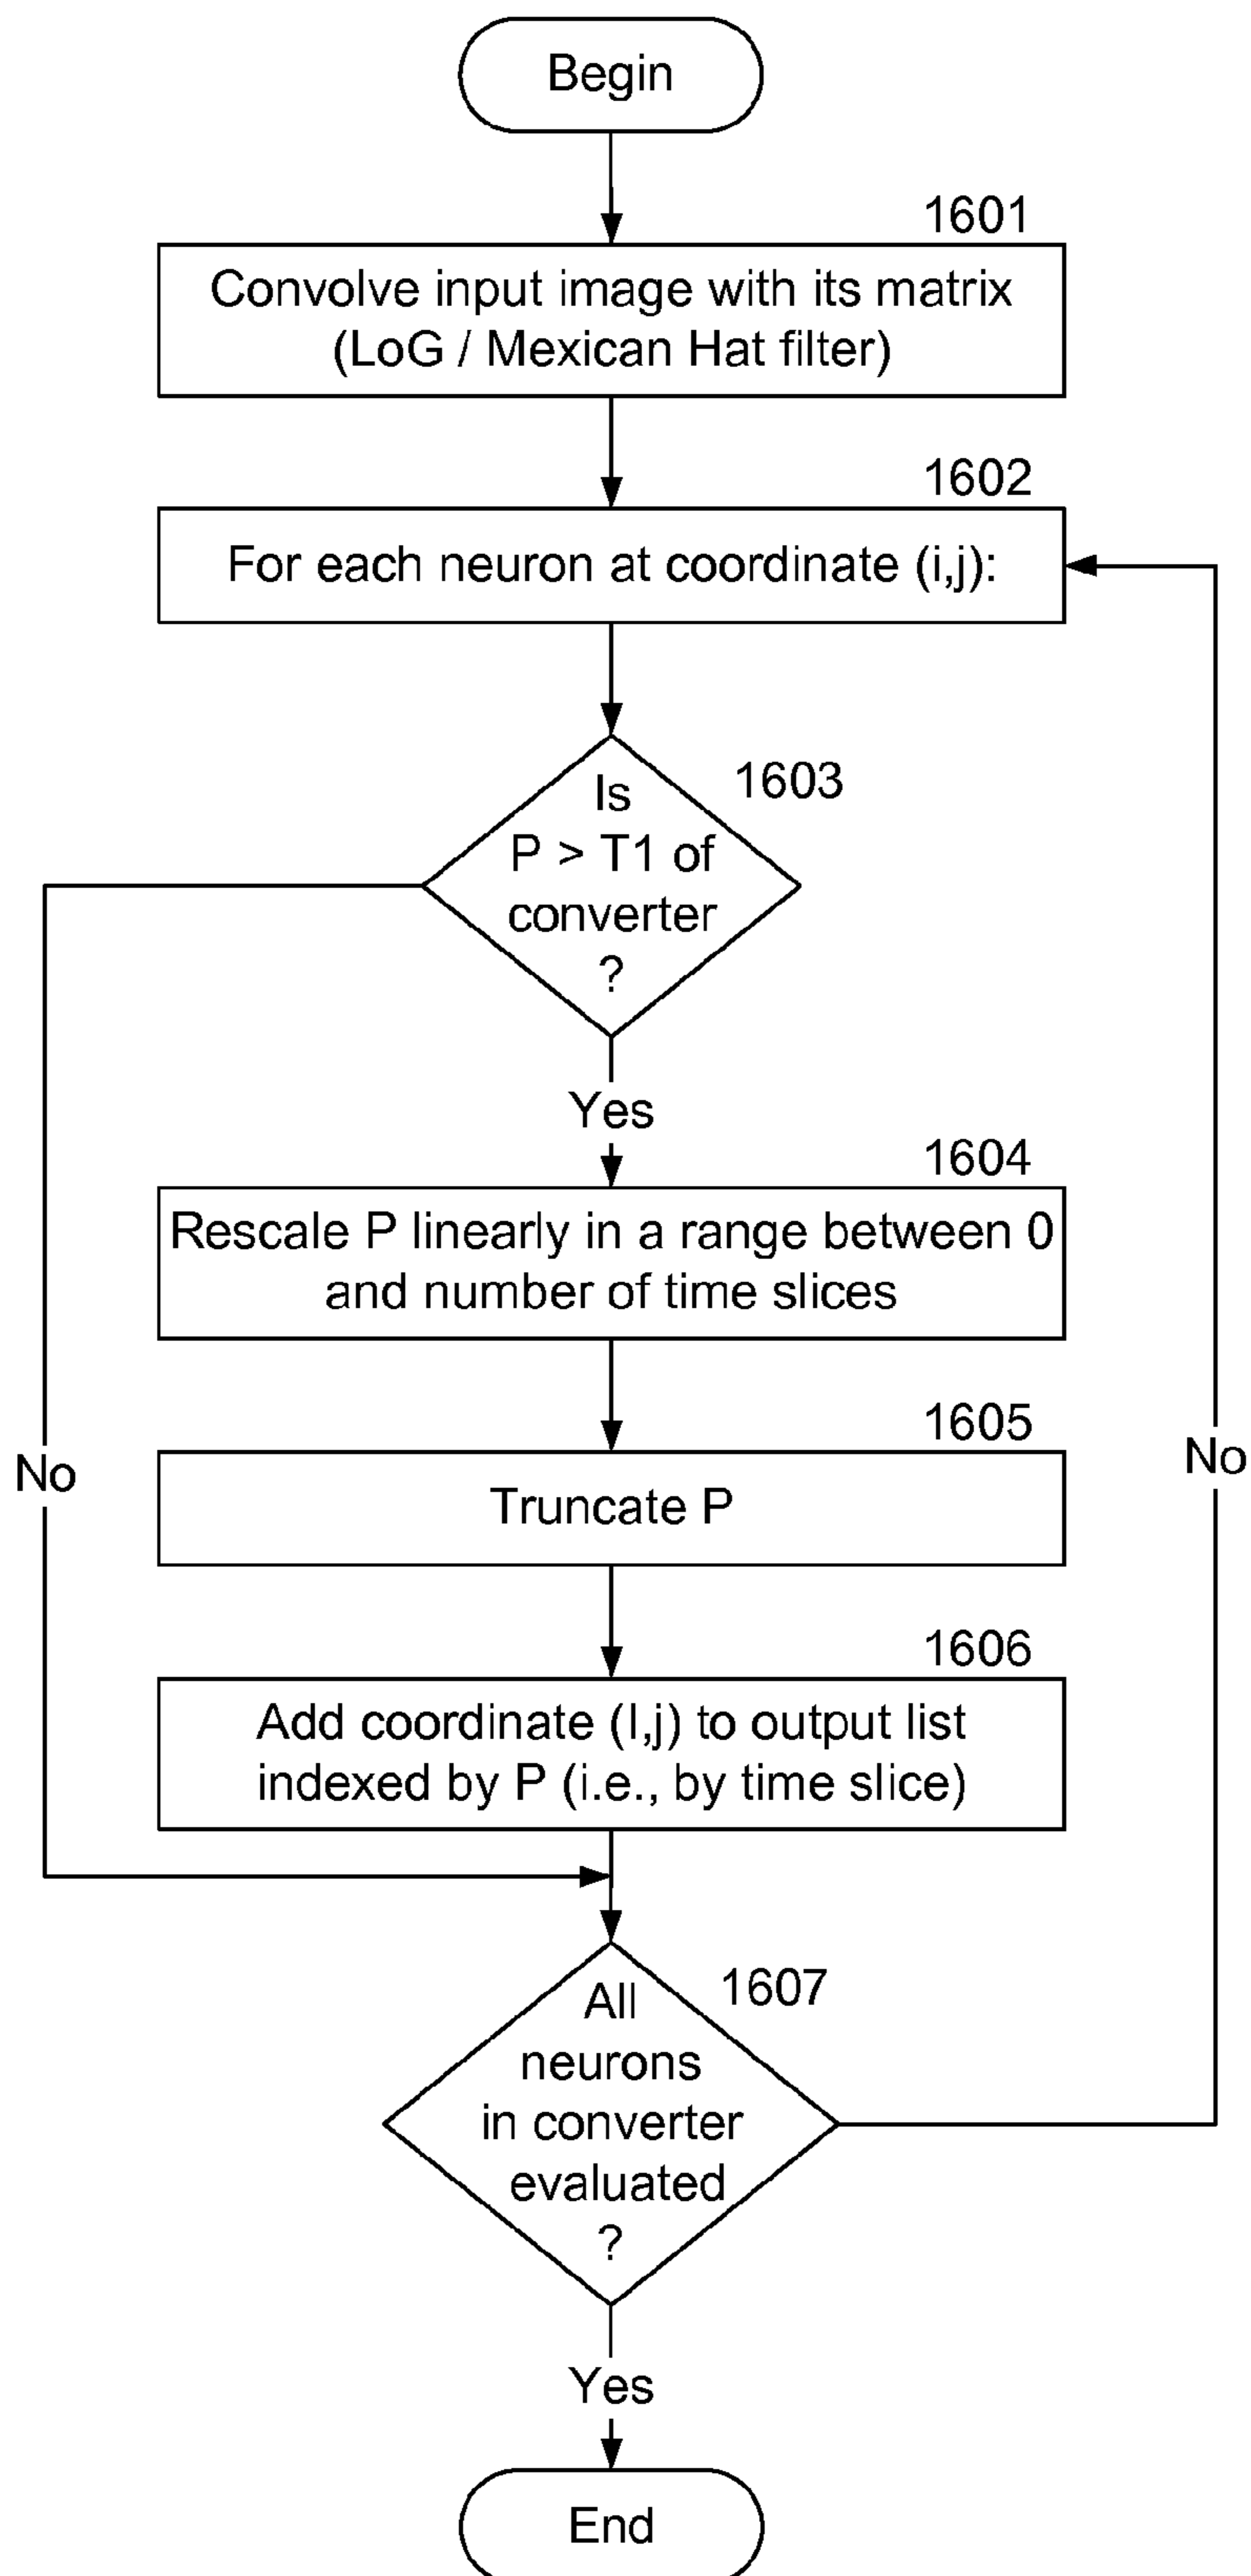 Begin
1601
Convolve input image with its matrix
(LoG / Mexican Hat filter)
1602
For each neuron at coordinate (i,j):
1603
Is
P > T1 of
converter
?
Yes
1604
Rescale P linearly in a range between 0
and number of time slices
1605
No
No
Truncate P
1606
Add coordinate (I,j) to output list
indexed by P (i.e., by time slice)
1607
All
neurons
in converter
evaluated
?
Yes
End